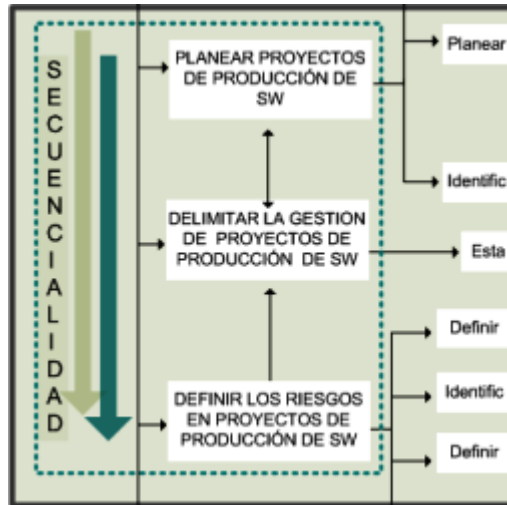 SECUENCIALIDAD
PLANEAR PROYECTOS
DE PRODUCCIÓN DE
SW
DELIMITAR LA GESTION
DE PROYECTOS DE
PRODUCCIÓN DE SW
DEFINIR LOS RIESGOS
EN PROYECTOS DE
PRODUCCIÓN DE SW
Planear
Identific
Esta
Definir
Identific
Definir